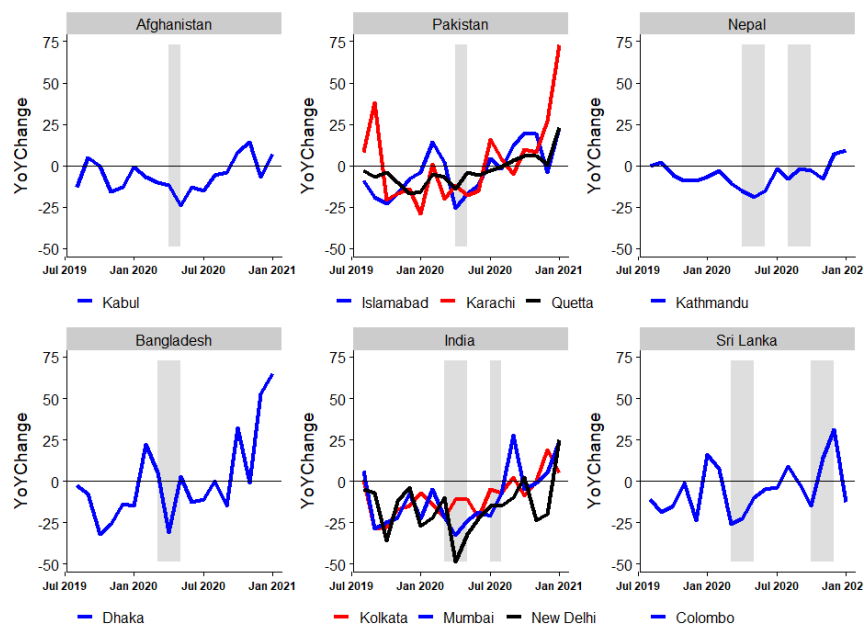 Afghanistan
Pakistan
Nepal
75
50
25
0
-25
-50
YoYChange
Jul 2019
Jan 2020
Jul 2020
Jan 2021
75
50
25
0
-25
-50
YoYChange
Jul 2019
Jan 2020
Jul 2020
Jan 2021
75
50
25
0
-25
-50
YoYChange
Jul 2019
Jan 2020
Jul 2020
Jan 202
Kabul
Islamabad Karachi Quetta
Kathmandu
Bangladesh
India
Sri Lanka
75
50
25
0
-25
-50
YoYChange
Jul 2019
Jan 2020
Jul 2020
Jan 2021
75
50
25
0
-25
-50
YoYChange
Jul 2019
Jan 2020
Jul 2020
Jan 2021
75
50
25
0
-25
-50
YoYChange
Jul 2019
Jan 2020
Jul 2020
Jan 202
Dhaka
Kolkata Mumbai New Delhi
Colombo